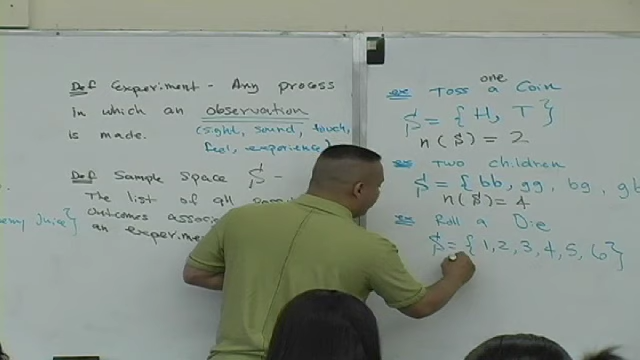 Def Experiment - Any process
in which an observation
is made. (sight, sound, touch,
feel, experience)
Def Sample Space $ -
The list of all
outcomes
an
Juice}
ex Toss one a Coin
$ = { H, T }
n($) = 2
ex Two children
$ = { bb, gg, bg, gb
n($) = 4
ex Roll a Die
$ = { 1, 2, 3, 4, 5, 6 }